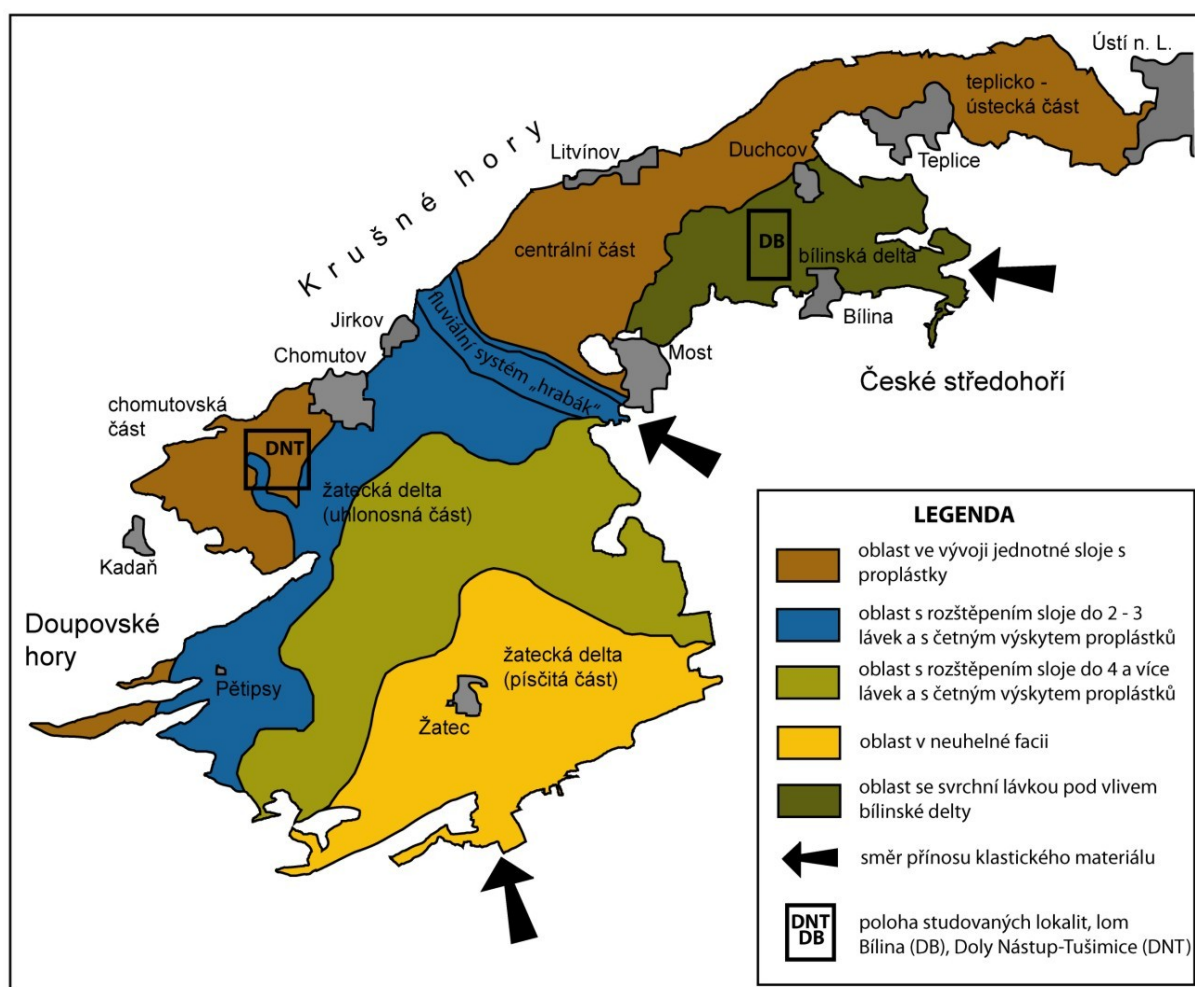 Ústí n. L.
teplicko -
ústecká část
Krušné hory
Litvínov
Duchcov
Teplice
centrální část
DB
bílinská delta
Bílina
Jirkov
fluviální systém „hrabák“
Most
Chomutov
České středohoří
chomutovská
část
DNT
žatecká delta
(uhlonosná část)
Kadaň
Doupovské
hory
Pětipsy
žatecká delta
(písčitá část)
Žatec
LEGENDA
oblast ve vývoji jednotné sloje s
proplástky
oblast s rozštěpením sloje do 2 - 3
lávek a s četným výskytem proplástků
oblast s rozštěpením sloje do 4 a více
lávek a s četným výskytem proplástků
oblast v neuhelné facii
oblast se svrchní lávkou pod vlivem
bílinské delty
směr přínosu klastického materiálu
DNT
DB
poloha studovaných lokalit, lom
Bílina (DB), Doly Nástup-Tušimice (DNT)